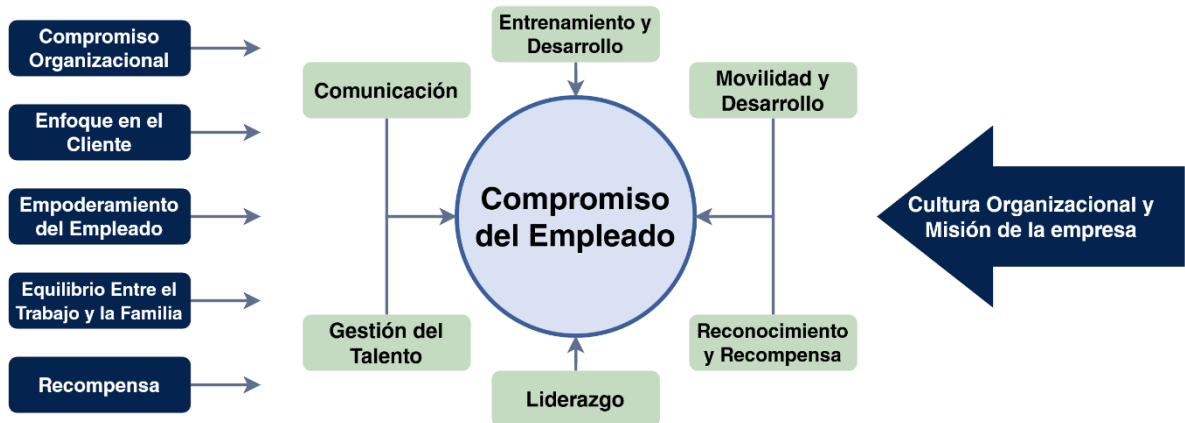 Compromiso
Organizacional
Enfoque en el
Cliente
Empoderamiento
del Empleado
Equilibrio Entre el
Trabajo y la Familia
Recompensa
Comunicación
Gestión del
Talento
Entrenamiento y
Desarrollo
Compromiso
del Empleado
Liderazgo
Movilidad y
Desarrollo
Reconocimiento
y Recompensa
Cultura Organizacional y
Misión de la empresa